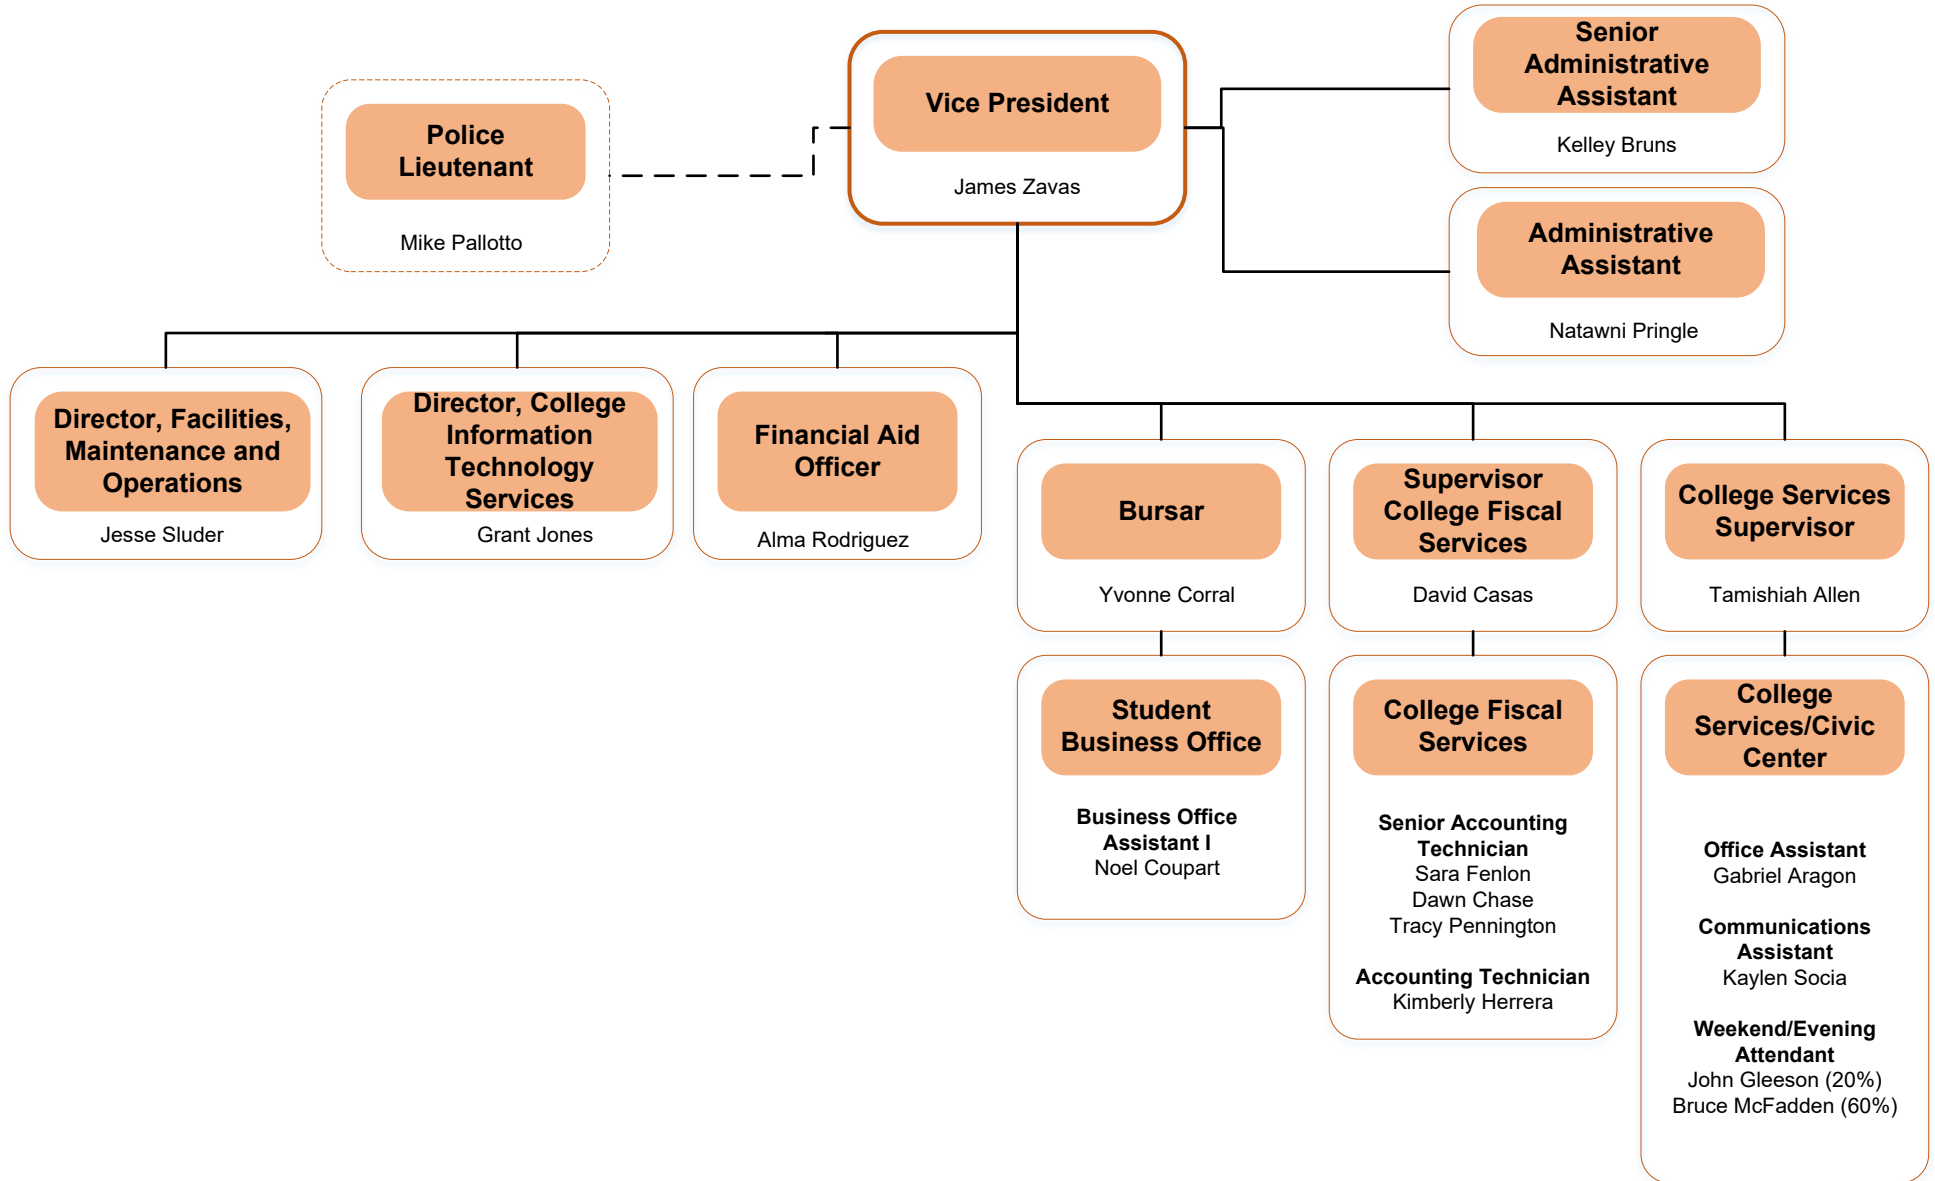 Vice President
James Zavas
Police
Lieutenant
Mike Pallotto
Senior
Administrative
Assistant
Kelley Bruns
Administrative
Assistant
Natawni Pringle
Director, Facilities,
Maintenance and
Operations
Jesse Sluder
Director, College
Information
Technology
Services
Grant Jones
Financial Aid
Officer
Alma Rodriguez
Bursar
Yvonne Corral
Supervisor
College Fiscal
Services
David Casas
College Services
Supervisor
Tamishiah Allen
Student
Business Office
Business Office
Assistant I
Noel Coupart
College Fiscal
Services
Senior Accounting
Technician
Sara Fenlon
Dawn Chase
Tracy Pennington
Accounting Technician
Kimberly Herrera
College
Services/Civic
Center
Office Assistant
Gabriel Aragon
Communications
Assistant
Kaylen Socia
Weekend/Evening
Attendant
John Gleeson (20%)
Bruce McFadden (60%)